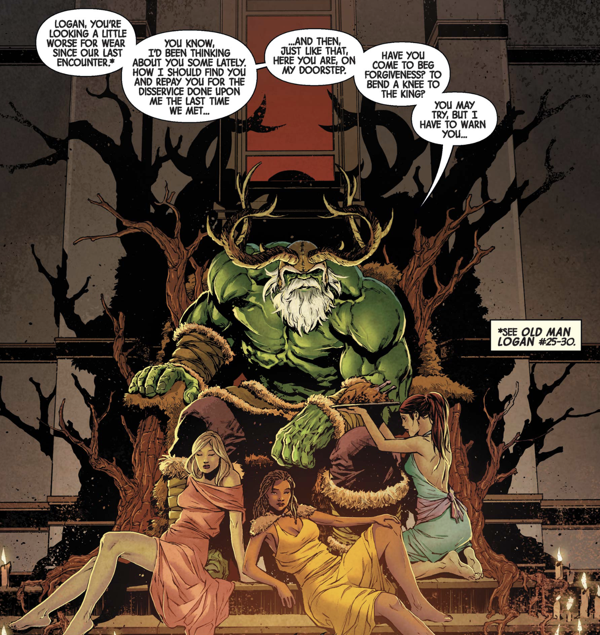 LOGAN, YOU'RE
LOOKING A LITTLE
WORSE FOR WEAR
SINCE OUR LAST
ENCOUNTER.*
YOU KNOW,
I'D BEEN THINKING
ABOUT YOU SOME LATELY.
HOW I SHOULD FIND YOU
AND REPAY YOU FOR THE
DISSERVICE DONE UPON
ME THE LAST TIME
WE MET...
...AND THEN,
JUST LIKE THAT,
HERE YOU ARE, ON
MY DOORSTEP.
HAVE YOU
COME TO BEG
FORGIVENESS? TO
BEND A KNEE TO
THE KING?
YOU MAY
TRY, BUT I
HAVE TO WARN
YOU...
*SEE OLD MAN
LOGAN #25-30.